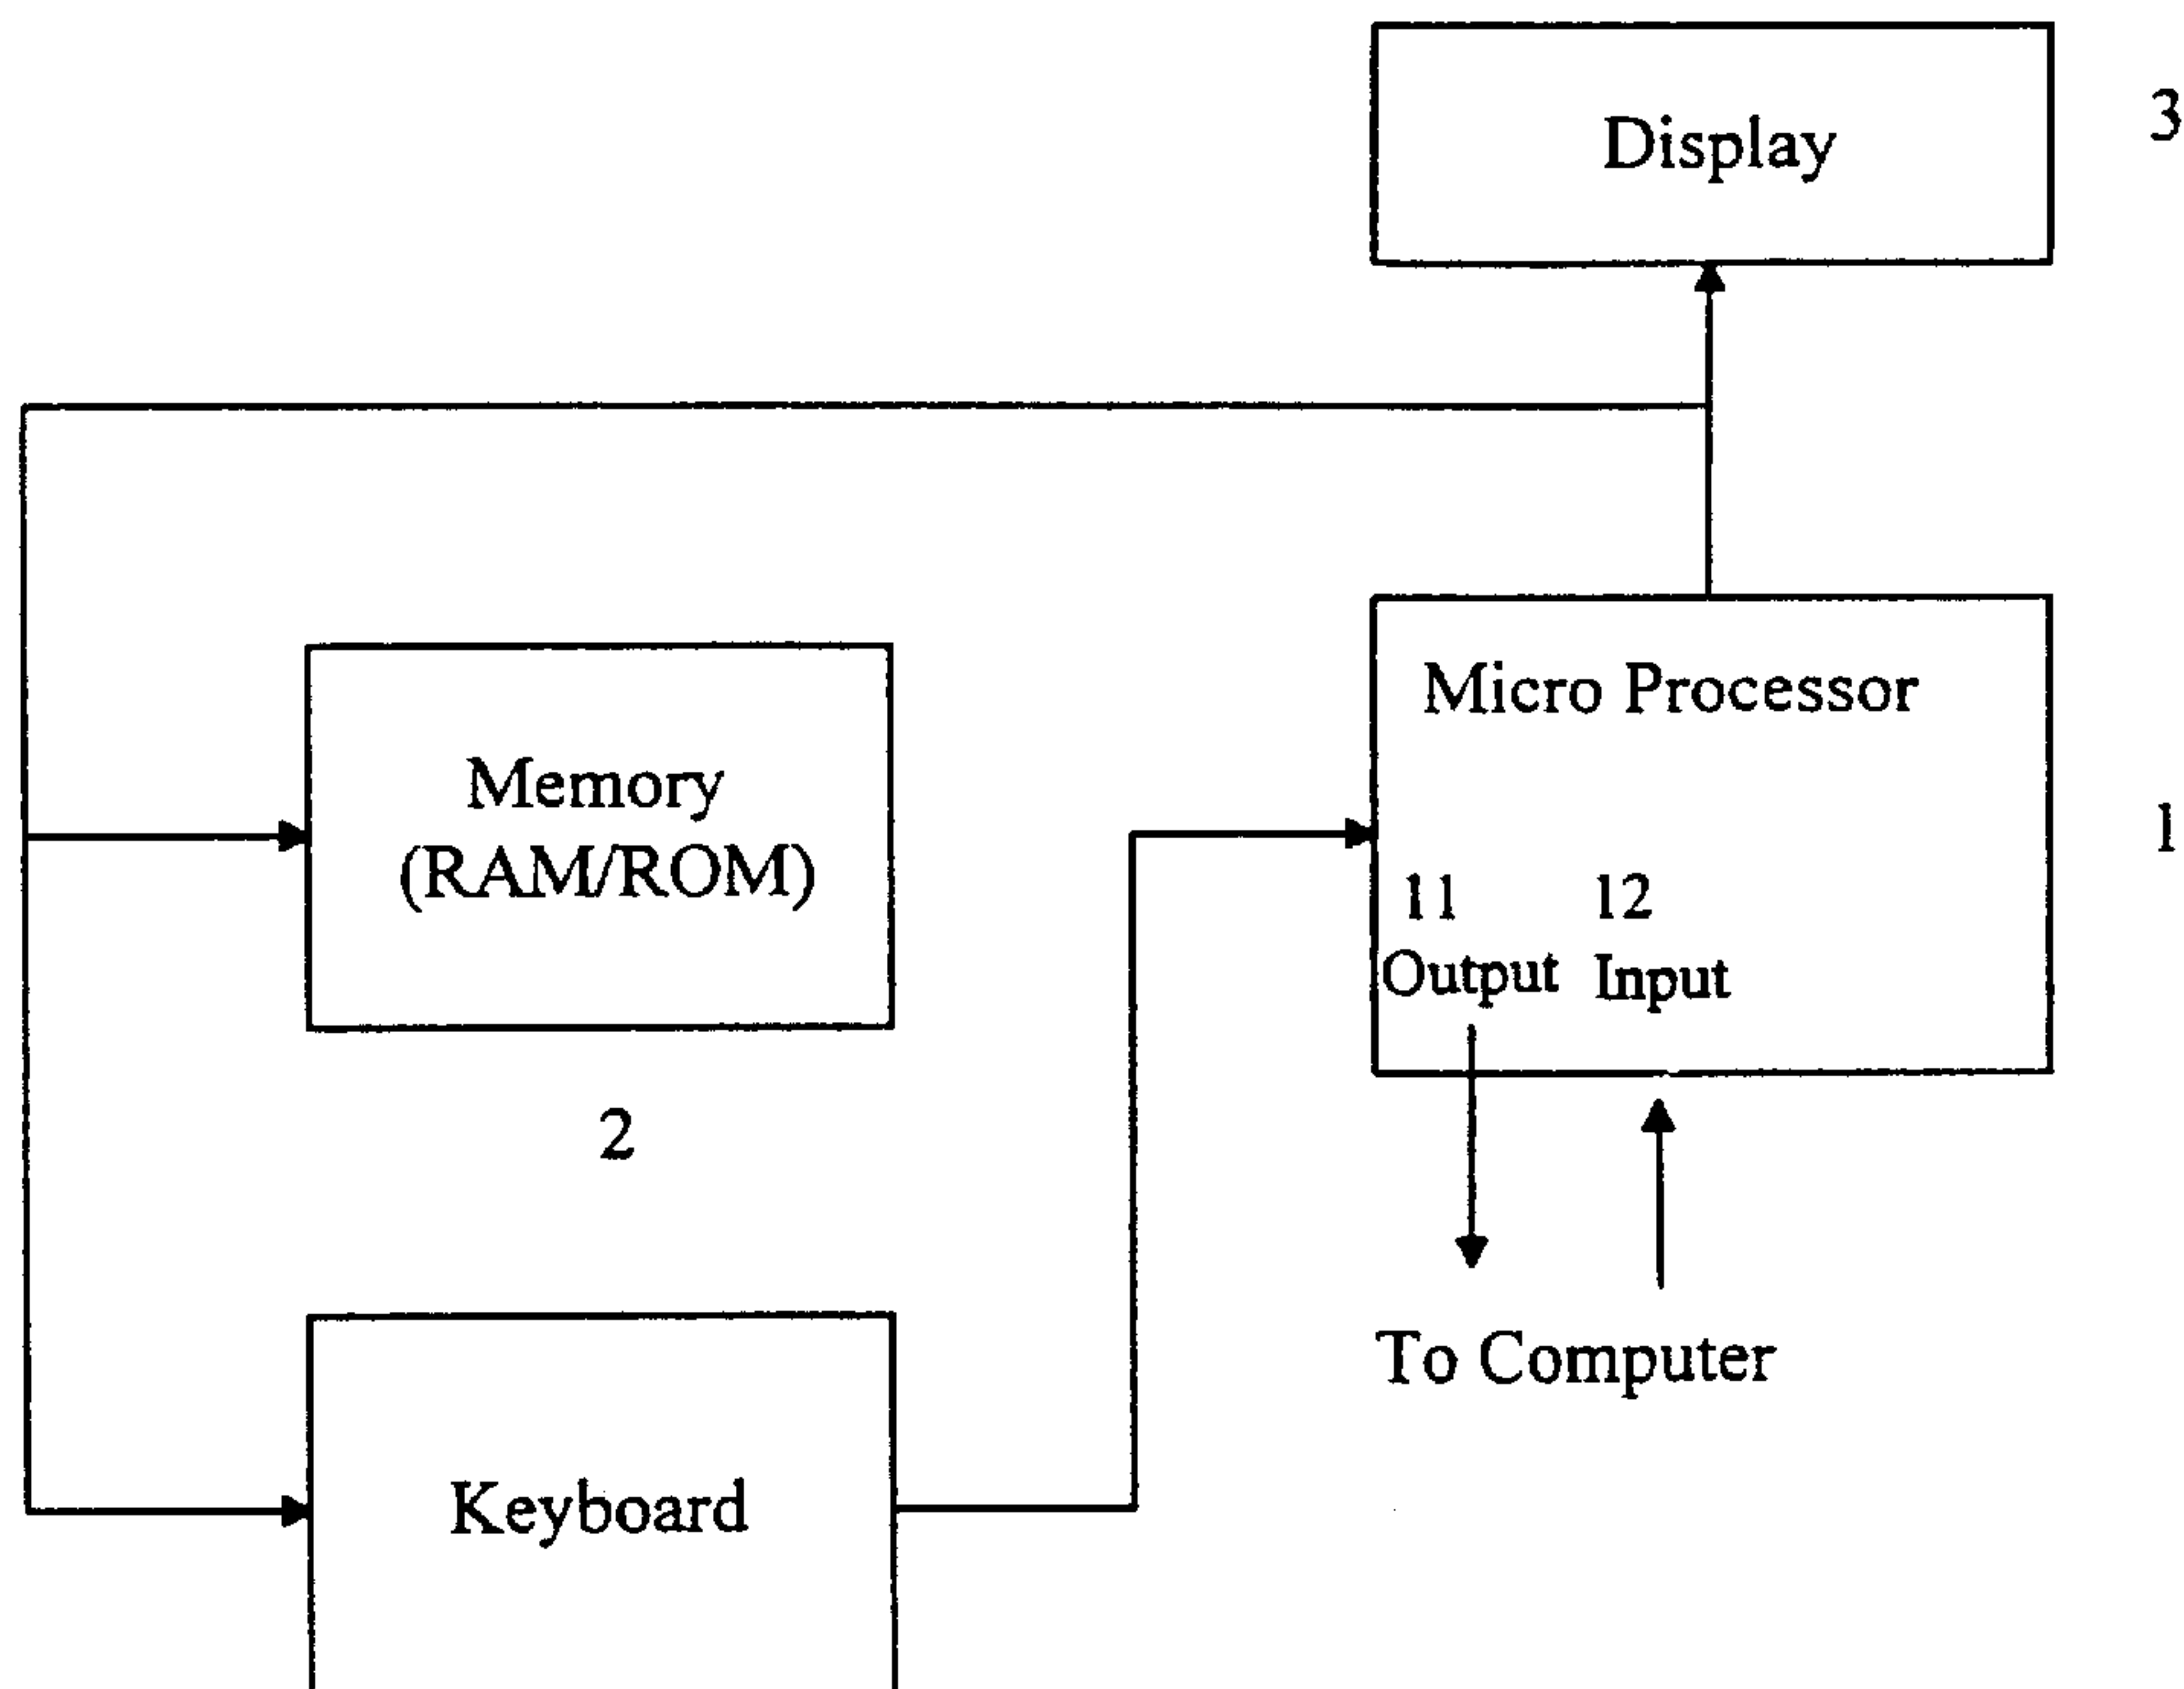 Display
3
Micro Processor
Memory
(RAM/ROM)
1
11 12
Output Input
2
To Computer
Keyboard